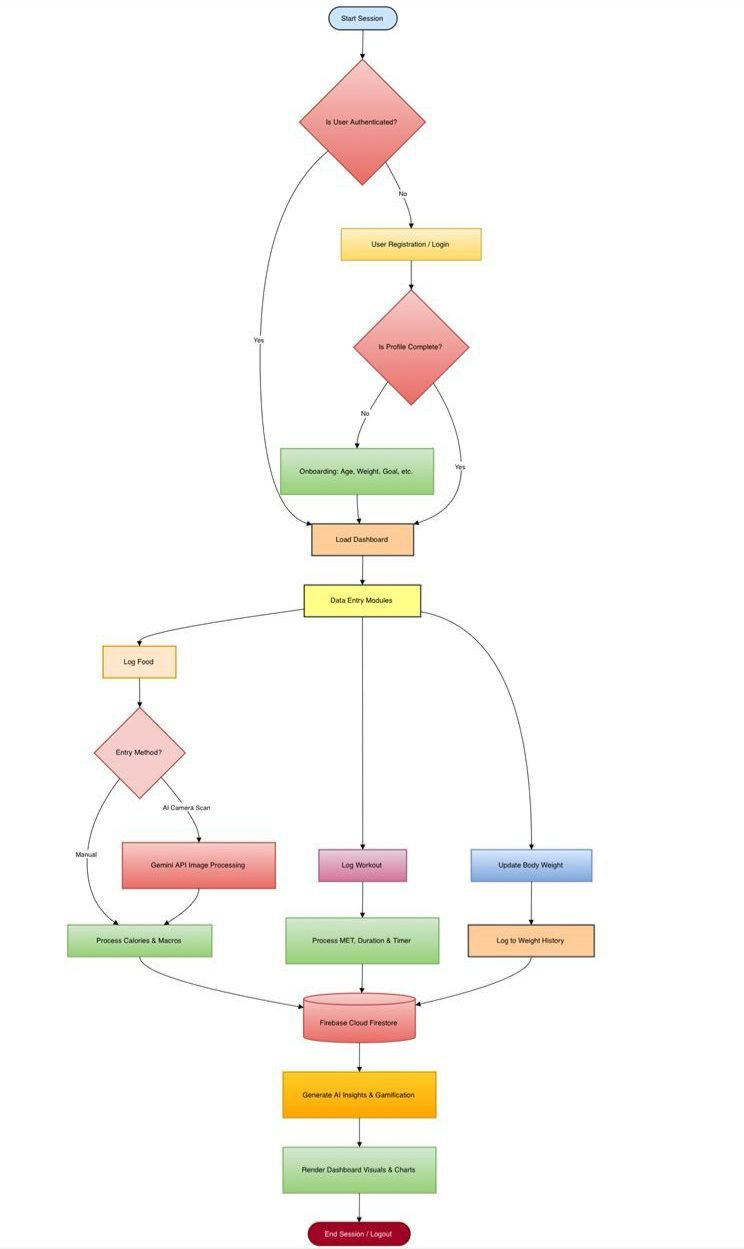 Start Session
Is User Authenticated?
No
User Registration / Login
Yes
Is Profile Complete?
No
Yes
Onboarding: Age, Weight, Goal, etc.
Load Dashboard
Data Entry Modules
Log Food
Entry Method?
AI Camera Scan
Manual
Gemini API Image Processing
Log Workout
Update Body Weight
Process Calories & Macros
Process MET, Duration & Timer
Log to Weight History
Firebase Cloud Firestore
Generate AI Insights & Gamification
Render Dashboard Visuals & Charts
End Session / Logout